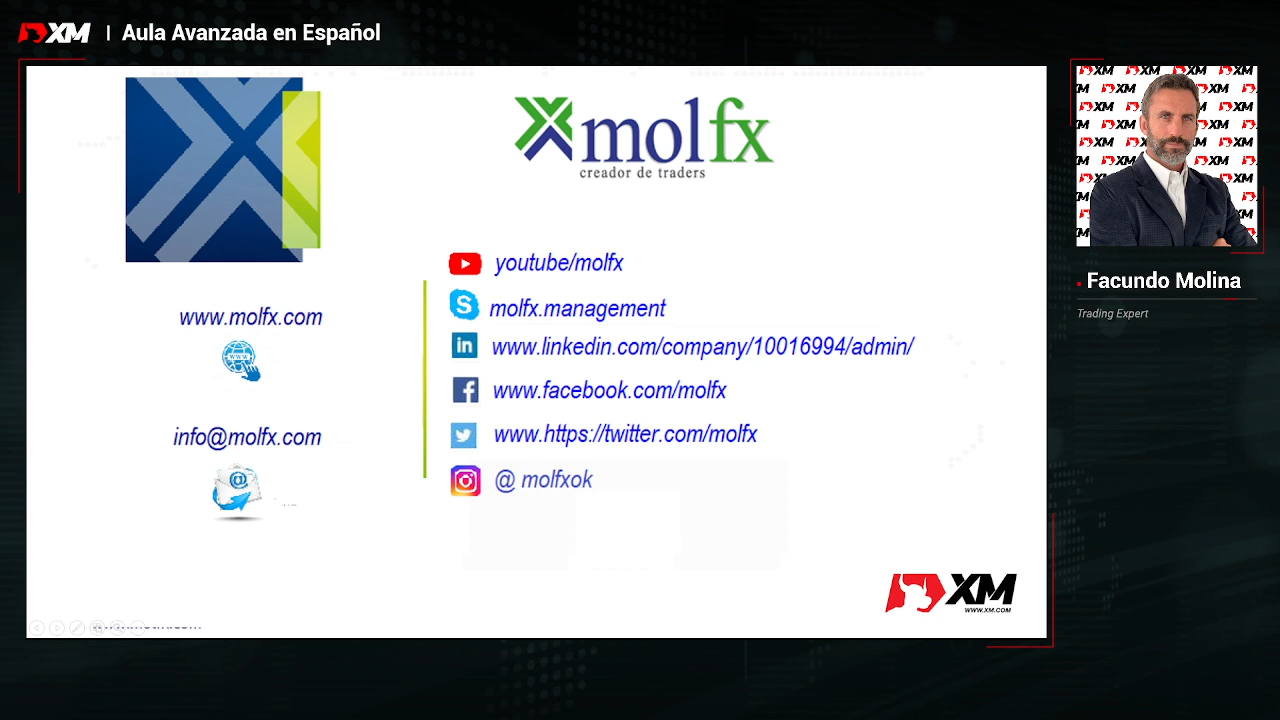 XM | Aula Avanzada en Español
molfx
creador de traders
youtube/molfx
molfx.management
www.linkedin.com/company/10016994/admin/
www.facebook.com/molfx
www.https://twitter.com/molfx
@ molfxok
www.molfx.com
WWW
info@molfx.com
@
XM
WWW.XM.COM
Facundo Molina
Trading Expert